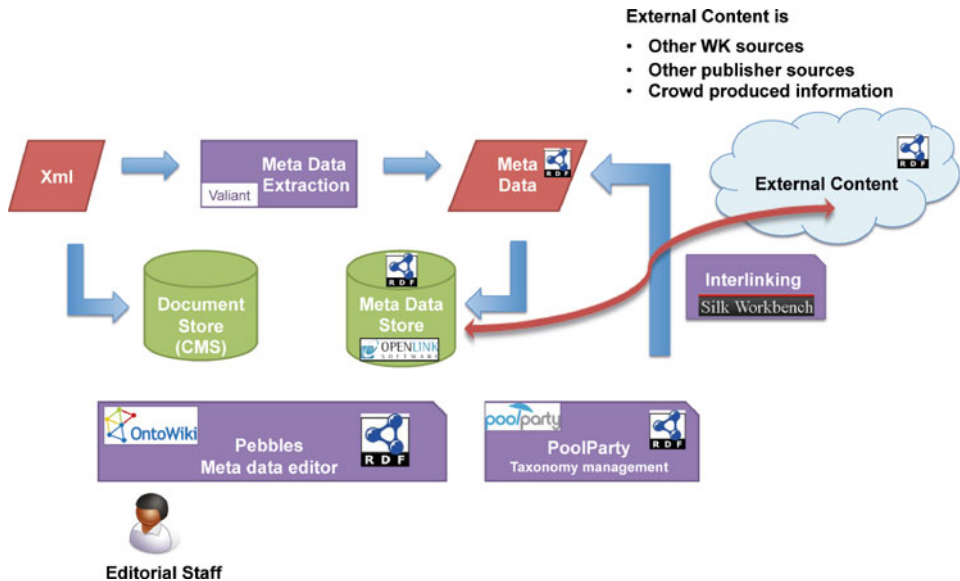 External Content is
• Other WK sources
• Other publisher sources
• Crowd produced information
Xml
Meta Data
Extraction
Valiant
Meta
Data
RDF
RDF
External Content
Document
Store
(CMS)
RDF
Meta Data
Store
OPENLINK
SOFTWARE
Interlinking
Silk Workbench
OntoWiki
Pebbles
Meta data editor
RDF
poolparty
PoolParty
Taxonomy management
RDF
Editorial Staff